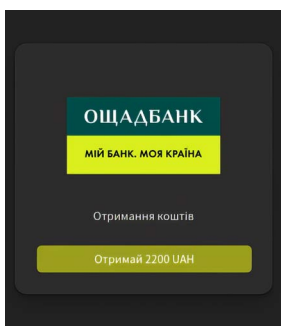 ОЩАДБАНК
МІЙ БАНК. МОЯ КРАЇНА
Отримання коштів
Отримай 2200 UAH